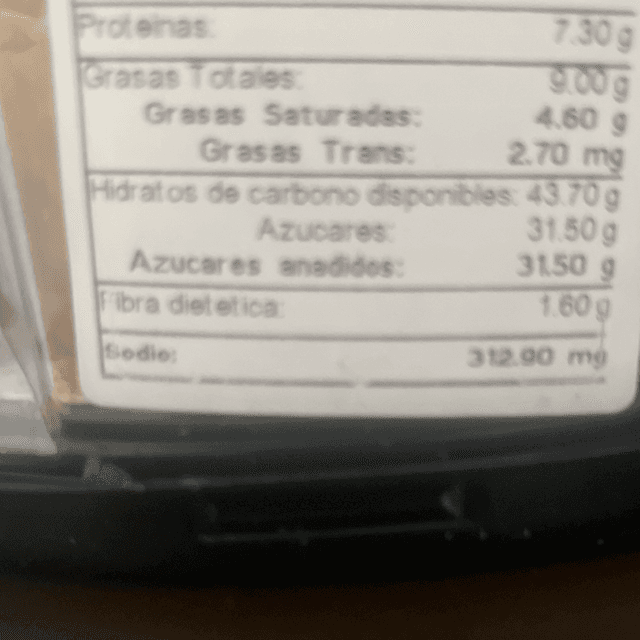 Proteinas: 7.30 g
Grasas Totales: 9.00 g
Grasas Saturadas: 4.60 g
Grasas Trans: 2.70 mg
Hidratos de carbono disponibles: 43.70 g
Azucares: 31.50 g
Azucares anadidos: 31.50 g
Fibra dietetica: 1.60 g
Sodio: 312.90 mg